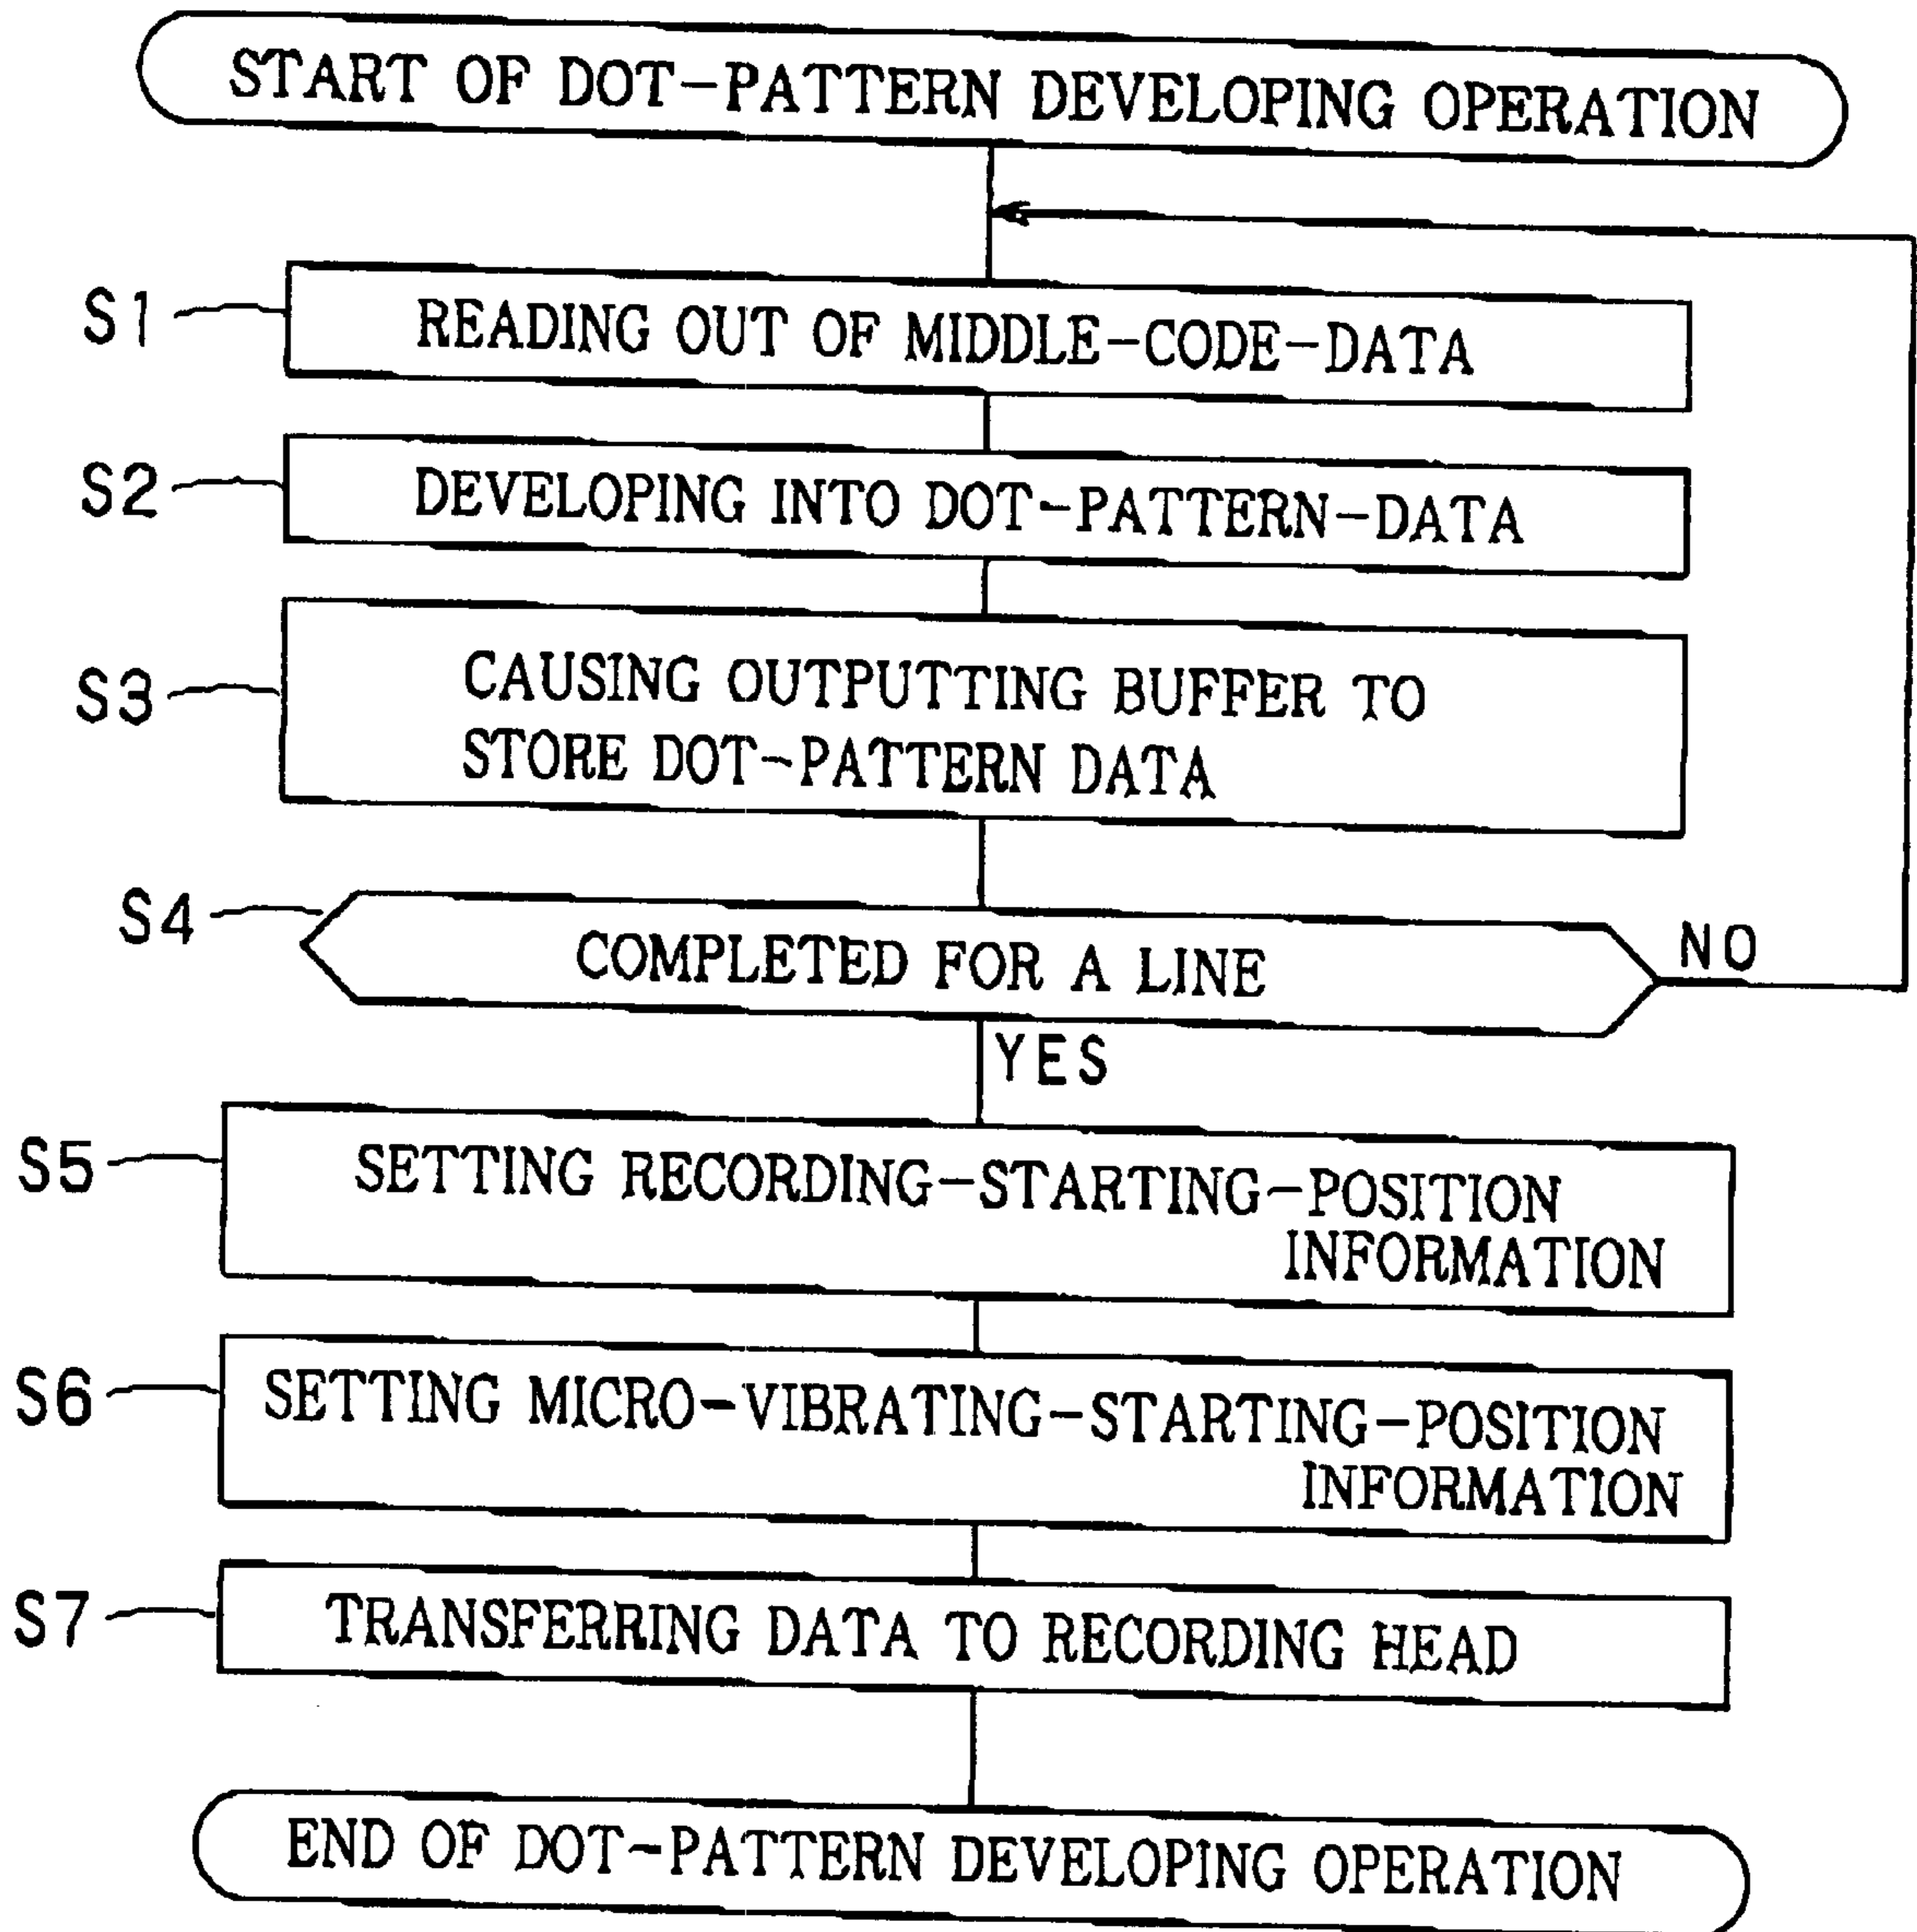 START OF DOT-PATTERN DEVELOPING OPERATION
S1
READING OUT OF MIDDLE-CODE-DATA
S2
DEVELOPING INTO DOT-PATTERN-DATA
S3
CAUSING OUTPUTTING BUFFER TO
STORE DOT-PATTERN DATA
S4
COMPLETED FOR A LINE
NO
YES
S5
SETTING RECORDING-STARTING-POSITION
INFORMATION
S6
SETTING MICRO-VIBRATING-STARTING-POSITION
INFORMATION
S7
TRANSFERRING DATA TO RECORDING HEAD
END OF DOT-PATTERN DEVELOPING OPERATION